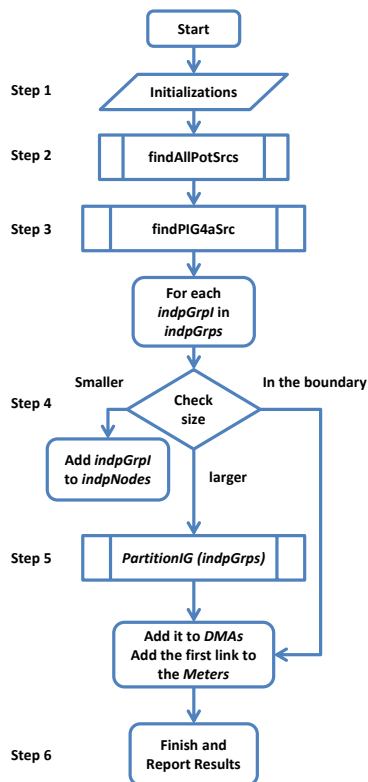 Start
Step 1
Initializations
Step 2
findAllPotSrcs
Step 3
findPIG4aSrc
For each
indpGrpI in
indpGrps
Smaller
In the boundary
Step 4
Check
size
Add indpGrpI
to indpNodes
larger
Step 5
PartitionIG (indpGrps)
Add it to DMAs
Add the first link to
the Meters
Step 6
Finish and
Report Results